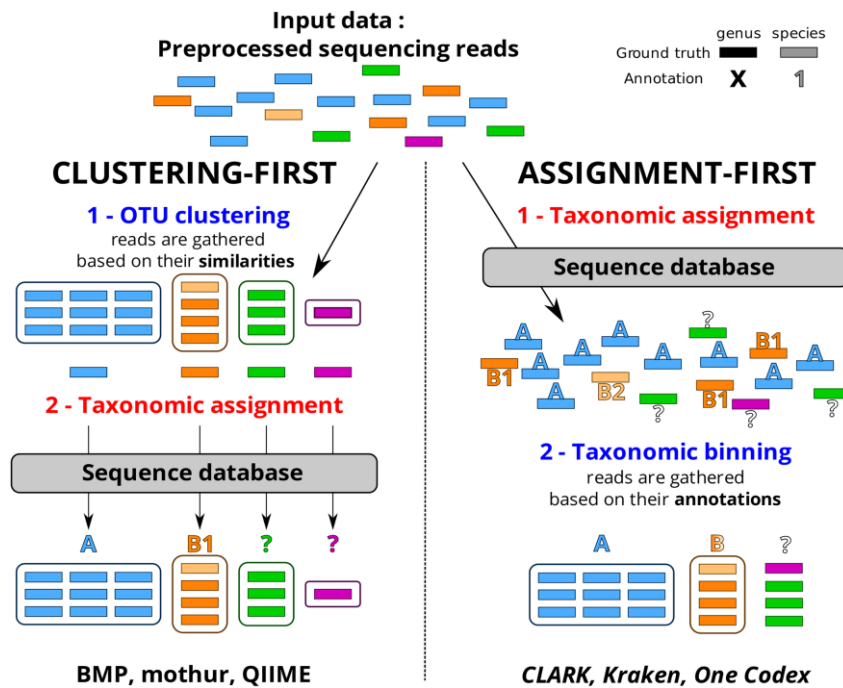 Input data :
Preprocessed sequencing reads
genus species
Ground truth
Annotation X 1
CLUSTERING-FIRST
1 - OTU clustering
reads are gathered
based on their similarities
2 - Taxonomic assignment
Sequence database
A B1 ? ?
BMP, mothur, QIIME
ASSIGNMENT-FIRST
1 - Taxonomic assignment
Sequence database
A A ? B1 A
B1 A A A A
A B2 ? B1 ? ?
2 - Taxonomic binning
reads are gathered
based on their annotations
A B ?
CLARK, Kraken, One Codex